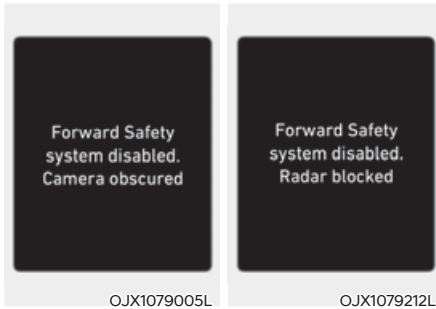 Forward Safety
system disabled.
Camera obscured
OJX1079005L
Forward Safety
system disabled.
Radar blocked
OJX1079212L